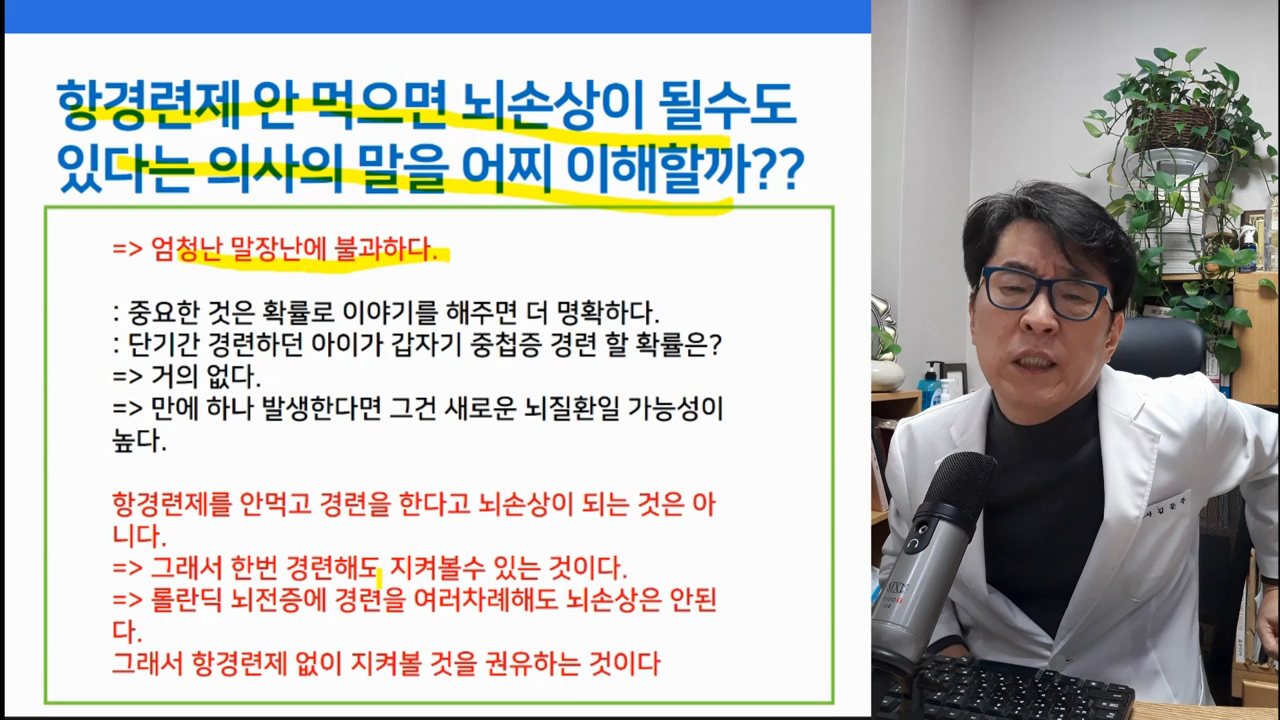 항경련제 안 먹으면 뇌손상이 될수도
있다는 의사의 말을 어찌 이해할까??
=> 엄청난 말장난에 불과하다.
: 중요한 것은 확률로 이야기를 해주면 더 명확하다.
: 단기간 경련하던 아이가 갑자기 중첩증 경련 할 확률은?
=> 거의 없다.
=> 만에 하나 발생한다면 그건 새로운 뇌질환일 가능성이
높다.
항경련제를 안먹고 경련을 한다고 뇌손상이 되는 것은 아
니다.
=> 그래서 한번 경련해도 지켜볼수 있는 것이다.
=> 롤란딕 뇌전증에 경련을 여러차례해도 뇌손상은 안된
다.
그래서 항경련제 없이 지켜볼 것을 권유하는 것이다